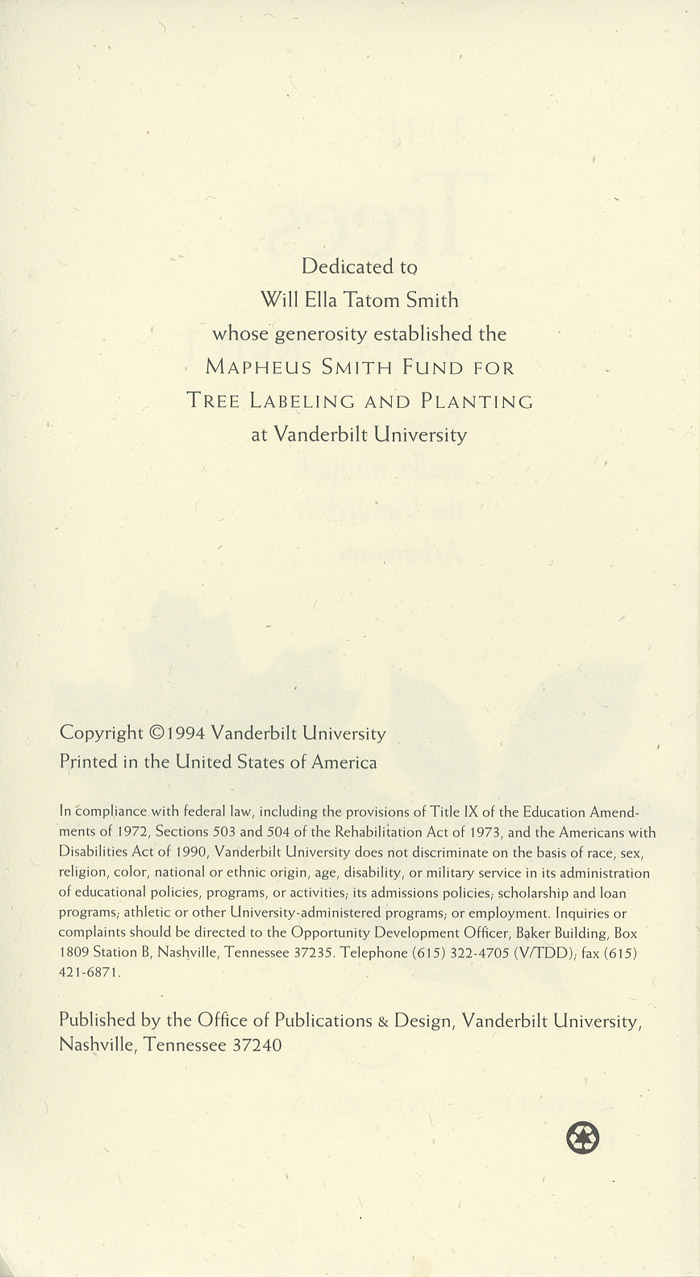 Dedicated to
Will Ella Tatom Smith
whose generosity established the
MAPHEUS SMITH FUND FOR
TREE LABELING AND PLANTING
at Vanderbilt University
Copyright ©1994 Vanderbilt University
Printed in the United States of America
In compliance with federal law, including the provisions of Title IX of the Education Amend-
ments of 1972, Sections 503 and 504 of the Rehabilitation Act of 1973, and the Americans with
Disabilities Act of 1990, Vanderbilt University does not discriminate on the basis of race, sex,
religion, color, national or ethnic origin, age, disability, or military service in its administration
of educational policies, programs, or activities; its admissions policies; scholarship and loan
programs; athletic or other University-administered programs; or employment. Inquiries or
complaints should be directed to the Opportunity Development Officer, Baker Building, Box
1809 Station B, Nashville, Tennessee 37235. Telephone (615) 322-4705 (V/TDD); fax (615)
421-6871.
Published by the Office of Publications & Design, Vanderbilt University,
Nashville, Tennessee 37240